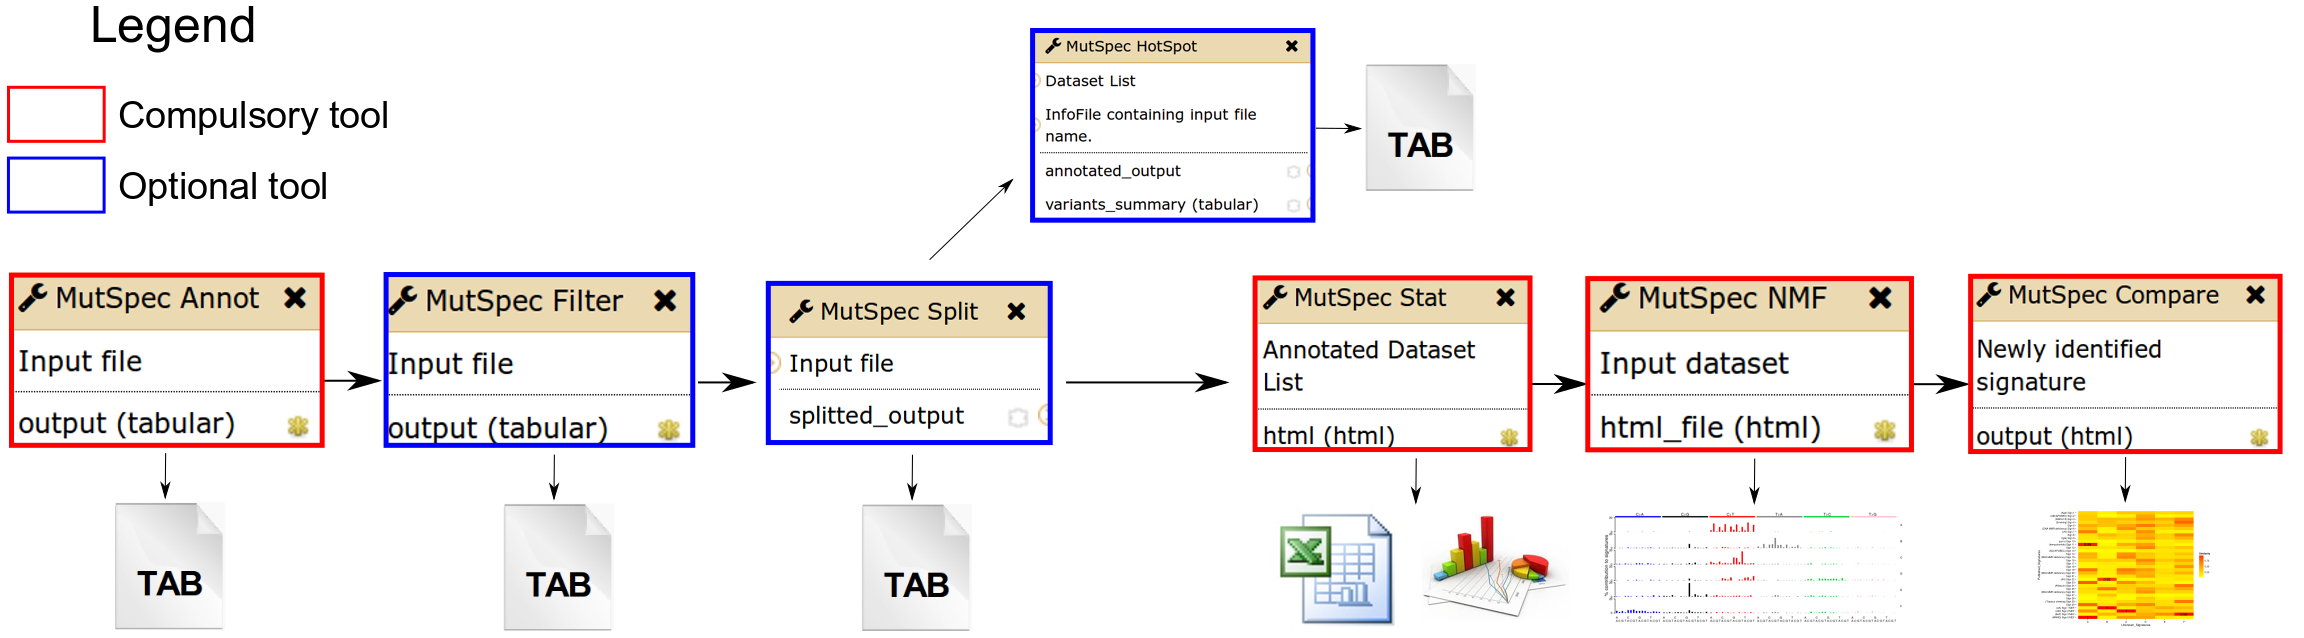 Legend
Compulsory tool
Optional tool
MutSpec HotSpot
Dataset List
InfoFile containing input file
name.
annotated_output
variants_summary (tabular)
TAB
MutSpec Annot
Input file
output (tabular)
TAB
MutSpec Filter
Input file
output (tabular)
TAB
MutSpec Split
Input file
splitted_output
TAB
MutSpec Stat
Annotated Dataset
List
html (html)
MutSpec NMF
Input dataset
html_file (html)
MutSpec Compare
Newly identified
signature
output (html)